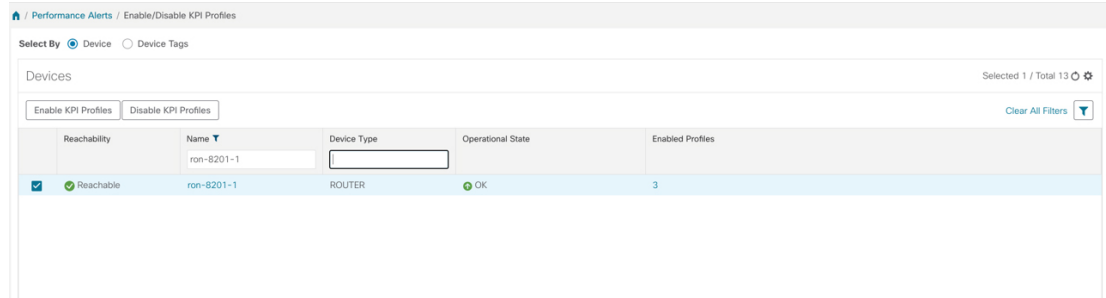 / Performance Alerts / Enable/Disable KPI Profiles
Select By Device Device Tags
Devices Selected 1 / Total 13
Enable KPI Profiles Disable KPI Profiles Clear All Filters
Reachability Name Device Type Operational State Enabled Profiles
ron-8201-1
Reachable ron-8201-1 ROUTER OK 3